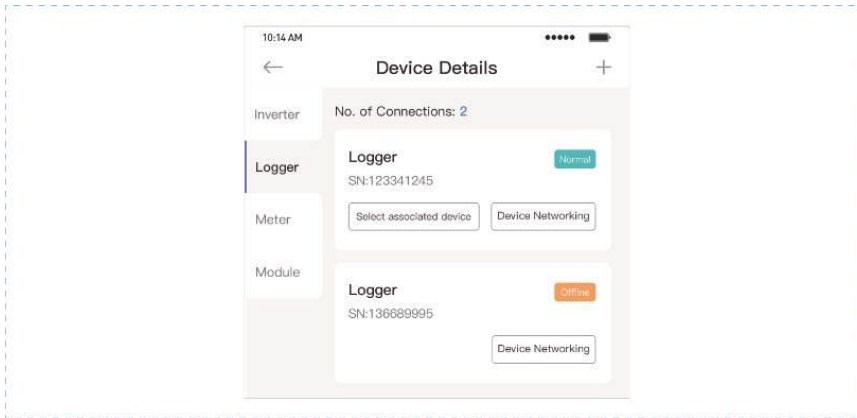 10:14 AM
Device Details
Inverter
Logger
Meter
Module
No. of Connections: 2
Logger
Normal
SN:123341245
Select associated device
Device Networking
Logger
Offline
SN:136689995
Device Networking